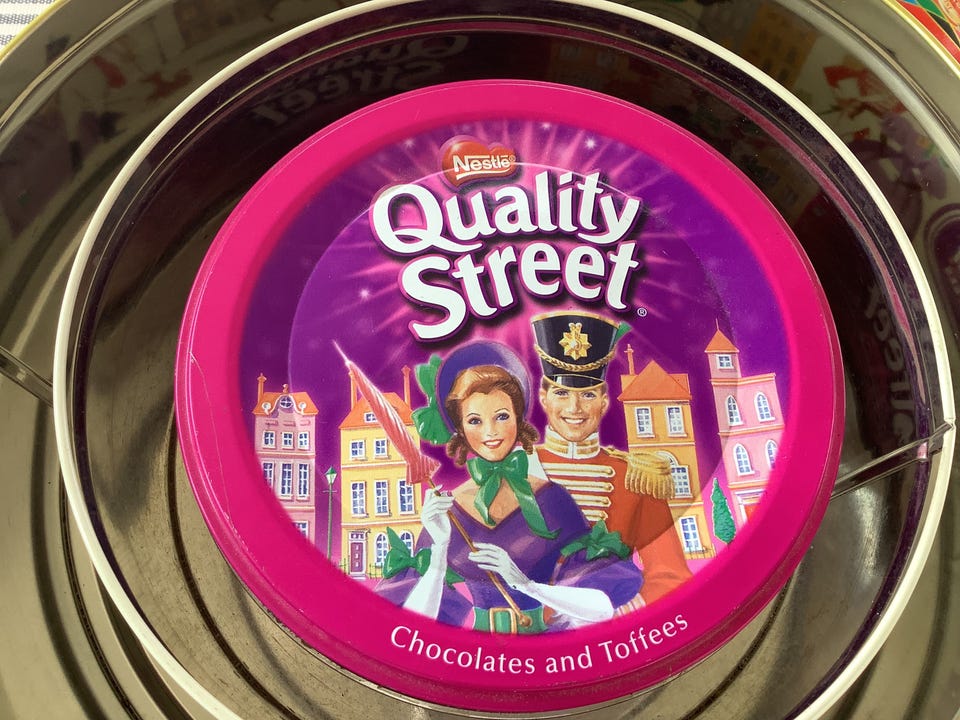 Nestlé®
Quality
Street®
Chocolates and Toffees